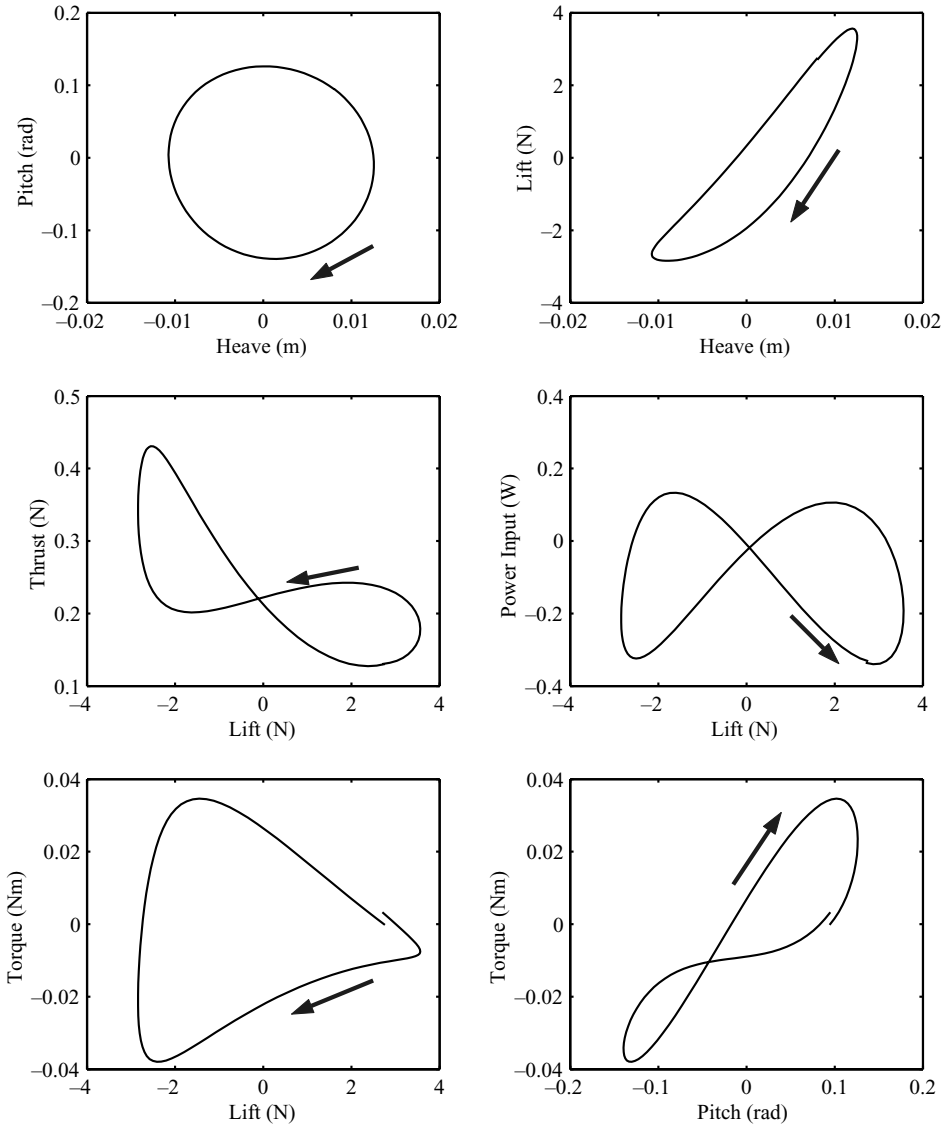 0.2
0.1
0
–0.1
–0.2
Pitch (rad)
–0.02 –0.01 0 0.01 0.02
Heave (m)
4
2
0
–2
–4
Lift (N)
–0.02 –0.01 0 0.01 0.02
Heave (m)
0.5
0.4
0.3
0.2
0.1
Thrust (N)
–4 –2 0 2 4
Lift (N)
0.4
0.2
0
–0.2
–0.4
Power Input (W)
–4 –2 0 2 4
Lift (N)
0.04
0.02
0
–0.02
–0.04
Torque (Nm)
–4 –2 0 2 4
Lift (N)
0.04
0.02
0
–0.02
–0.04
Torque (Nm)
–0.2 –0.1 0 0.1 0.2
Pitch (rad)